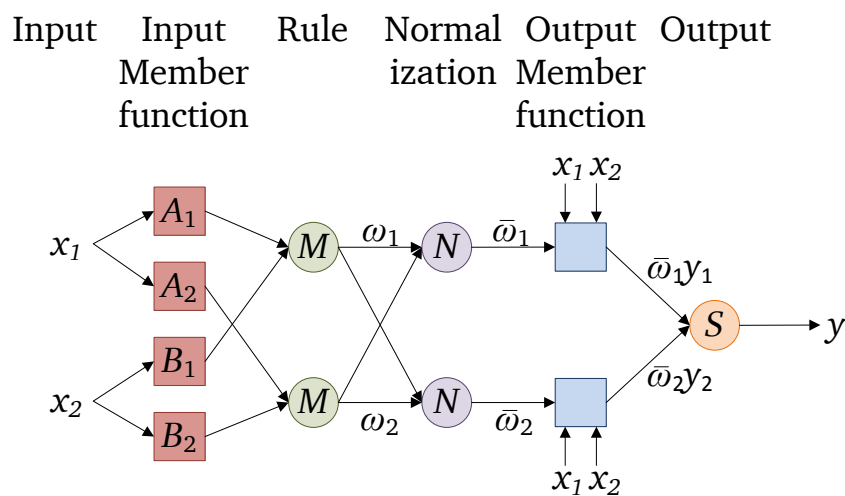 Input Input Rule Normal Output Output
Member ization Member
function function
x₁ x₂
A₁
x₁ M ω₁ N ω̄₁
ω̄₁y₁
A₂
S y
B₁
ω̄₂y₂
x₂ M ω₂ N ω̄₂
B₂
x₁ x₂